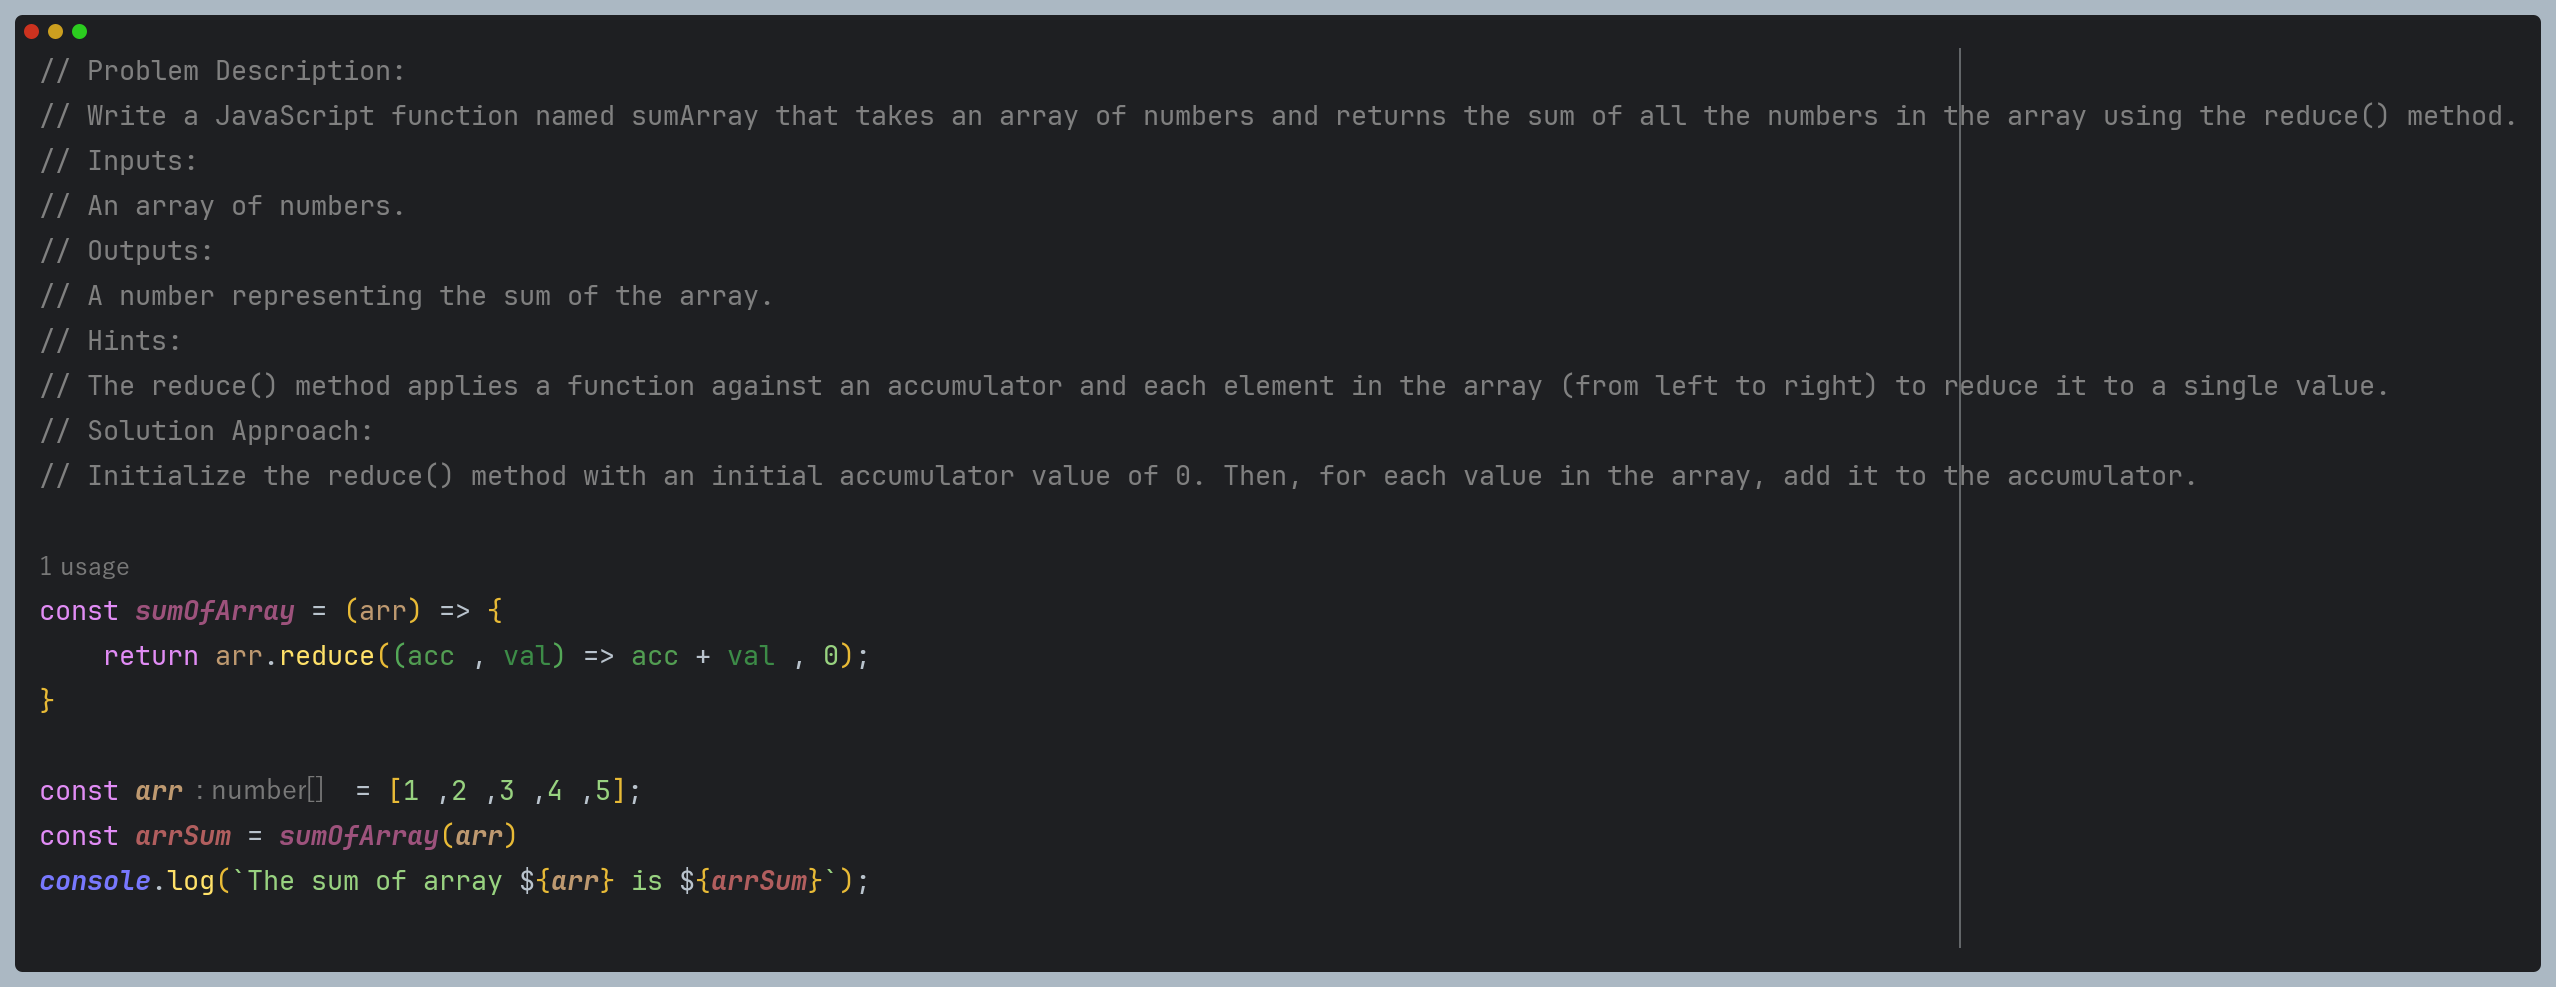 // Problem Description:
// Write a JavaScript function named sumArray that takes an array of numbers and returns the sum of all the numbers in the array using the reduce() method.
// Inputs:
// An array of numbers.
// Outputs:
// A number representing the sum of the array.
// Hints:
// The reduce() method applies a function against an accumulator and each element in the array (from left to right) to reduce it to a single value.
// Solution Approach:
// Initialize the reduce() method with an initial accumulator value of 0. Then, for each value in the array, add it to the accumulator.
1 usage
const sumOfArray = (arr) => {
    return arr.reduce((acc , val) => acc + val , 0);
}
const arr : number[]  = [1 ,2 ,3 ,4 ,5];
const arrSum = sumOfArray(arr)
console.log(`The sum of array ${arr} is ${arrSum}`);